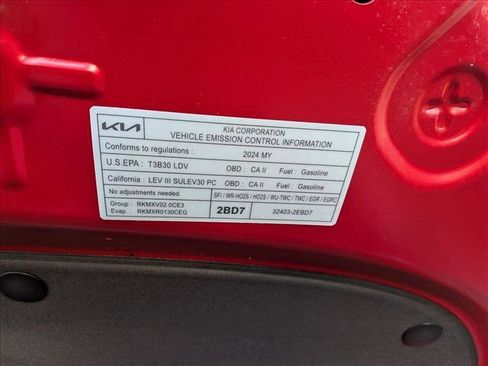 KIA
KIA CORPORATION
VEHICLE EMISSION CONTROL INFORMATION
Conforms to regulations : 2024 MY
U.S.EPA : T3B30 LDV OBD : CA II Fuel : Gasoline
California : LEV III SULEV30 PC OBD : CA II Fuel : Gasoline
No adjustments needed. SFI / WR-HO2S / HO2S / WU-TWC / TWC / EGR / EGRC
Group : RKMXV02.0CE3
Evap. : RKMXR0130CEG 2BD7 32403-2EBD7